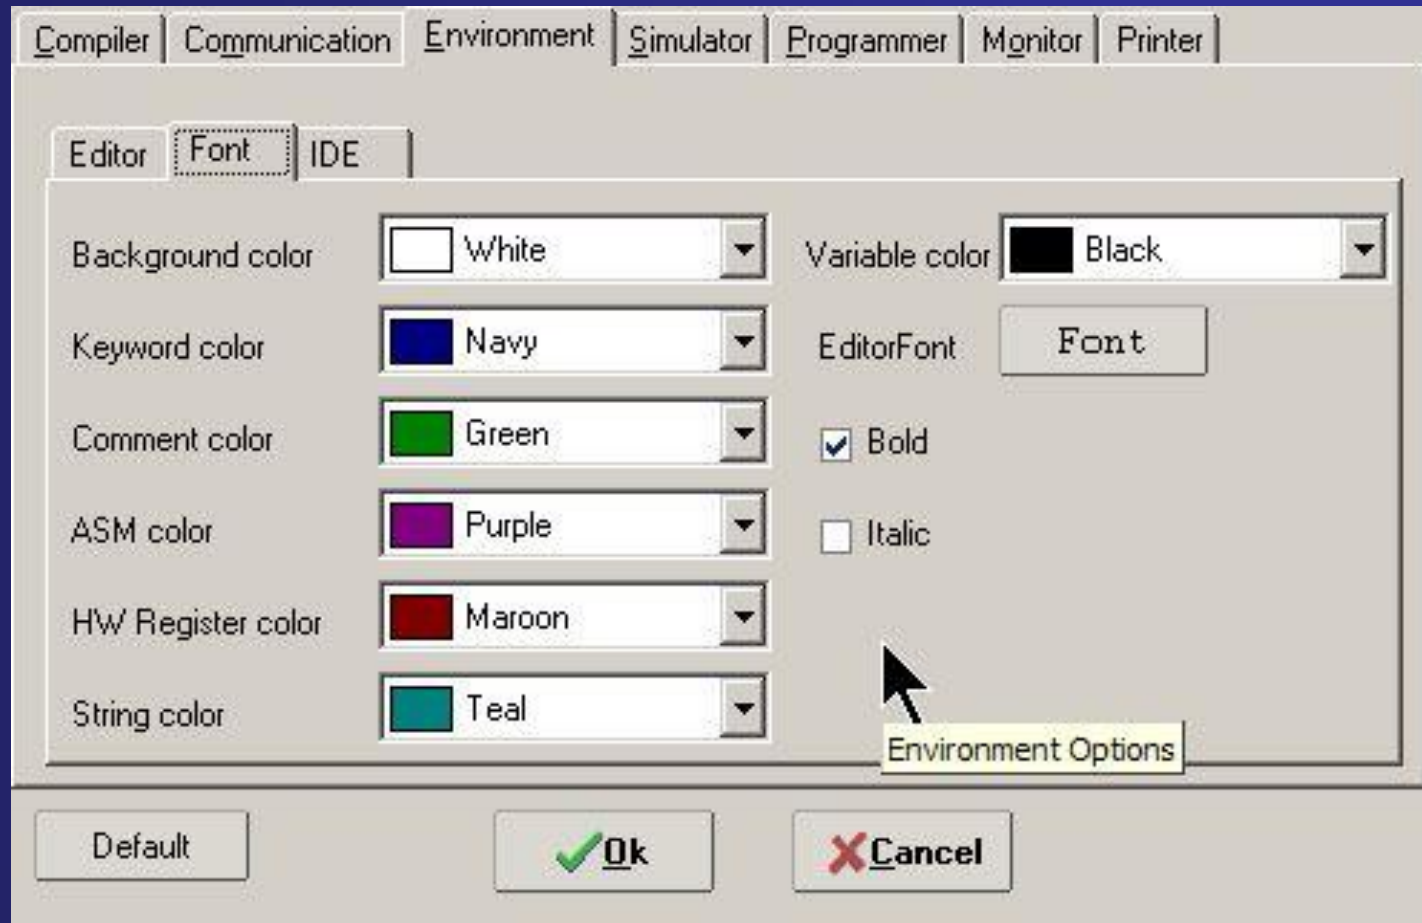 Compiler Communication Environment Simulator Programmer Monitor Printer
Editor Font IDE
Background color White Variable color Black
Keyword color Navy EditorFont Font
Comment color Green Bold
ASM color Purple Italic
HW Register color Maroon
String color Teal
Environment Options
Default Ok Cancel